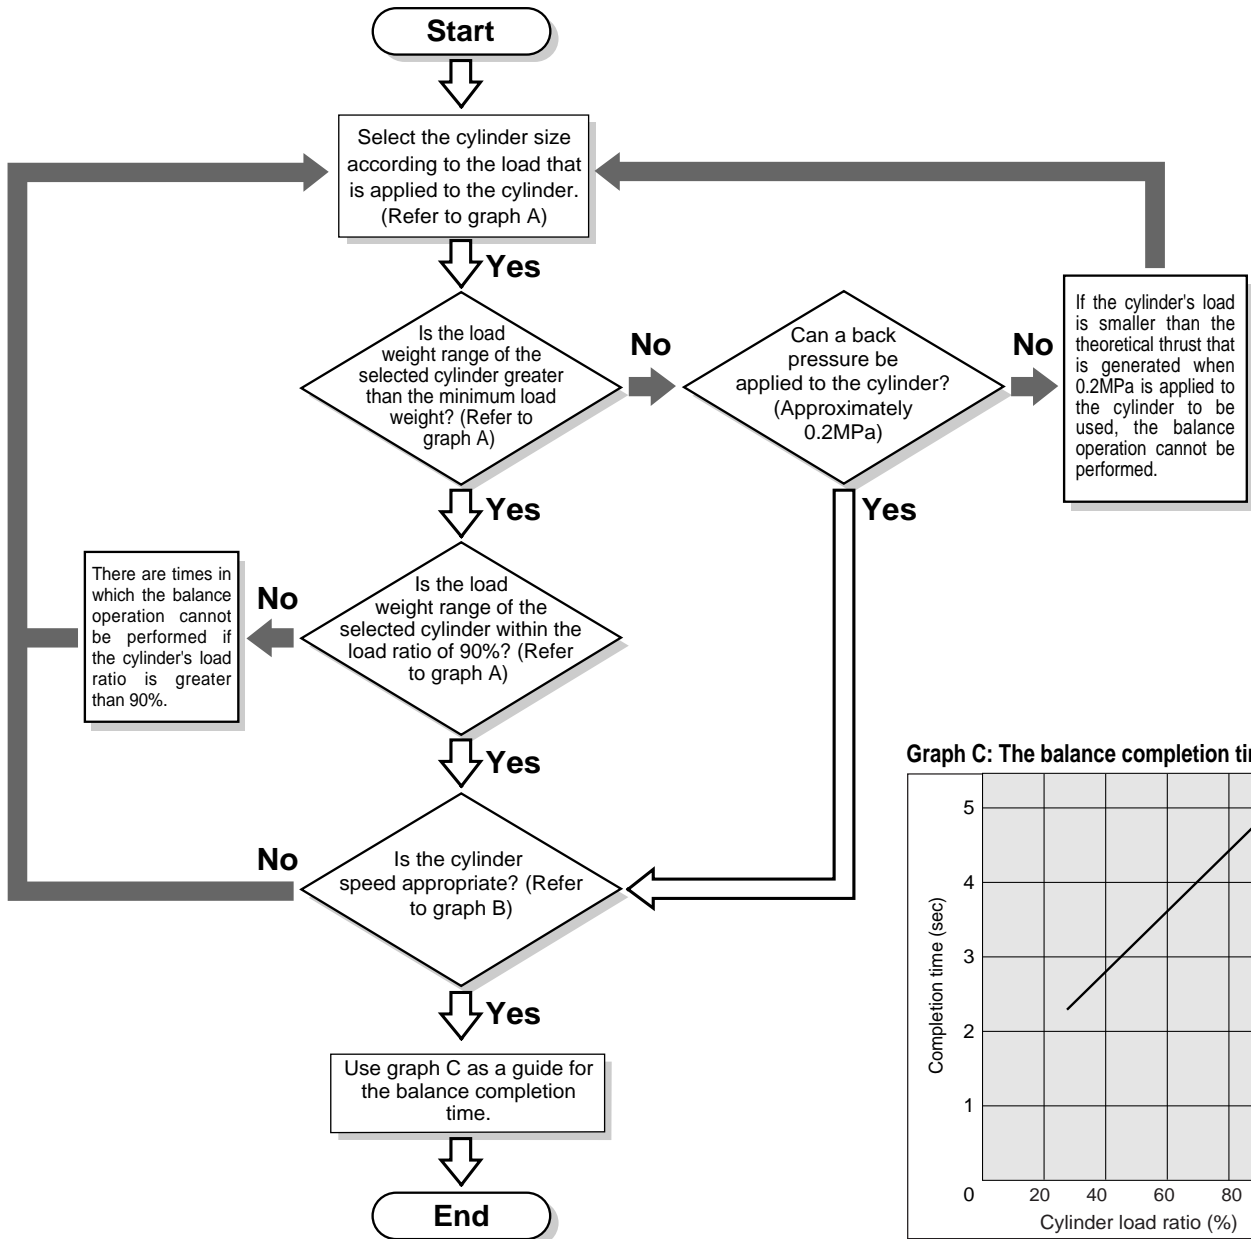 Start
Select the cylinder size
according to the load that
is applied to the cylinder.
(Refer to graph A)
Yes
Is the load
weight range of the
selected cylinder greater
than the minimum load
weight? (Refer to
graph A)
No
Can a back
pressure be
applied to the cylinder?
(Approximately
0.2MPa)
No
If the cylinder's load
is smaller than the
theoretical thrust that
is generated when
0.2MPa is applied to
the cylinder to be
used, the balance
operation cannot be
performed.
Yes
Yes
Is the load
weight range of the
selected cylinder within the
load ratio of 90%? (Refer
to graph A)
No
There are times in
which the balance
operation cannot
be performed if
the cylinder's load
ratio is greater
than 90%.
Yes
Is the cylinder
speed appropriate? (Refer
to graph B)
No
Yes
Use graph C as a guide for
the balance completion
time.
End
Graph C: The balance completion
5
4
3
2
1
0
20 40 60 80
Completion time (sec)
Cylinder load ratio (%)